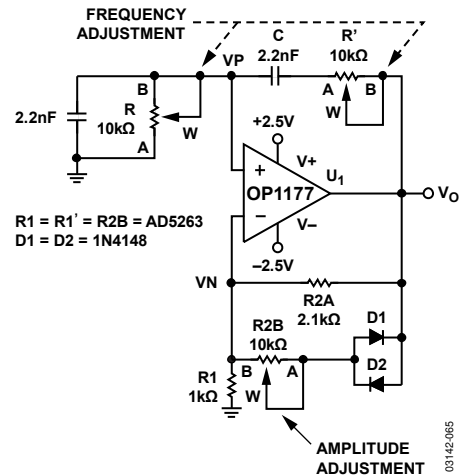 FREQUENCY
ADJUSTMENT
C
2.2nF
R'
10kΩ
VP
A
B
W
2.2nF
B
R
10kΩ
W
A
+2.5V
V+
+
–
OP1177
U1
V–
–2.5V
VO
R1 = R1' = R2B = AD5263
D1 = D2 = 1N4148
VN
R2A
2.1kΩ
R2B
10kΩ
B
A
W
D1
D2
R1
1kΩ
AMPLITUDE
ADJUSTMENT
03142-065